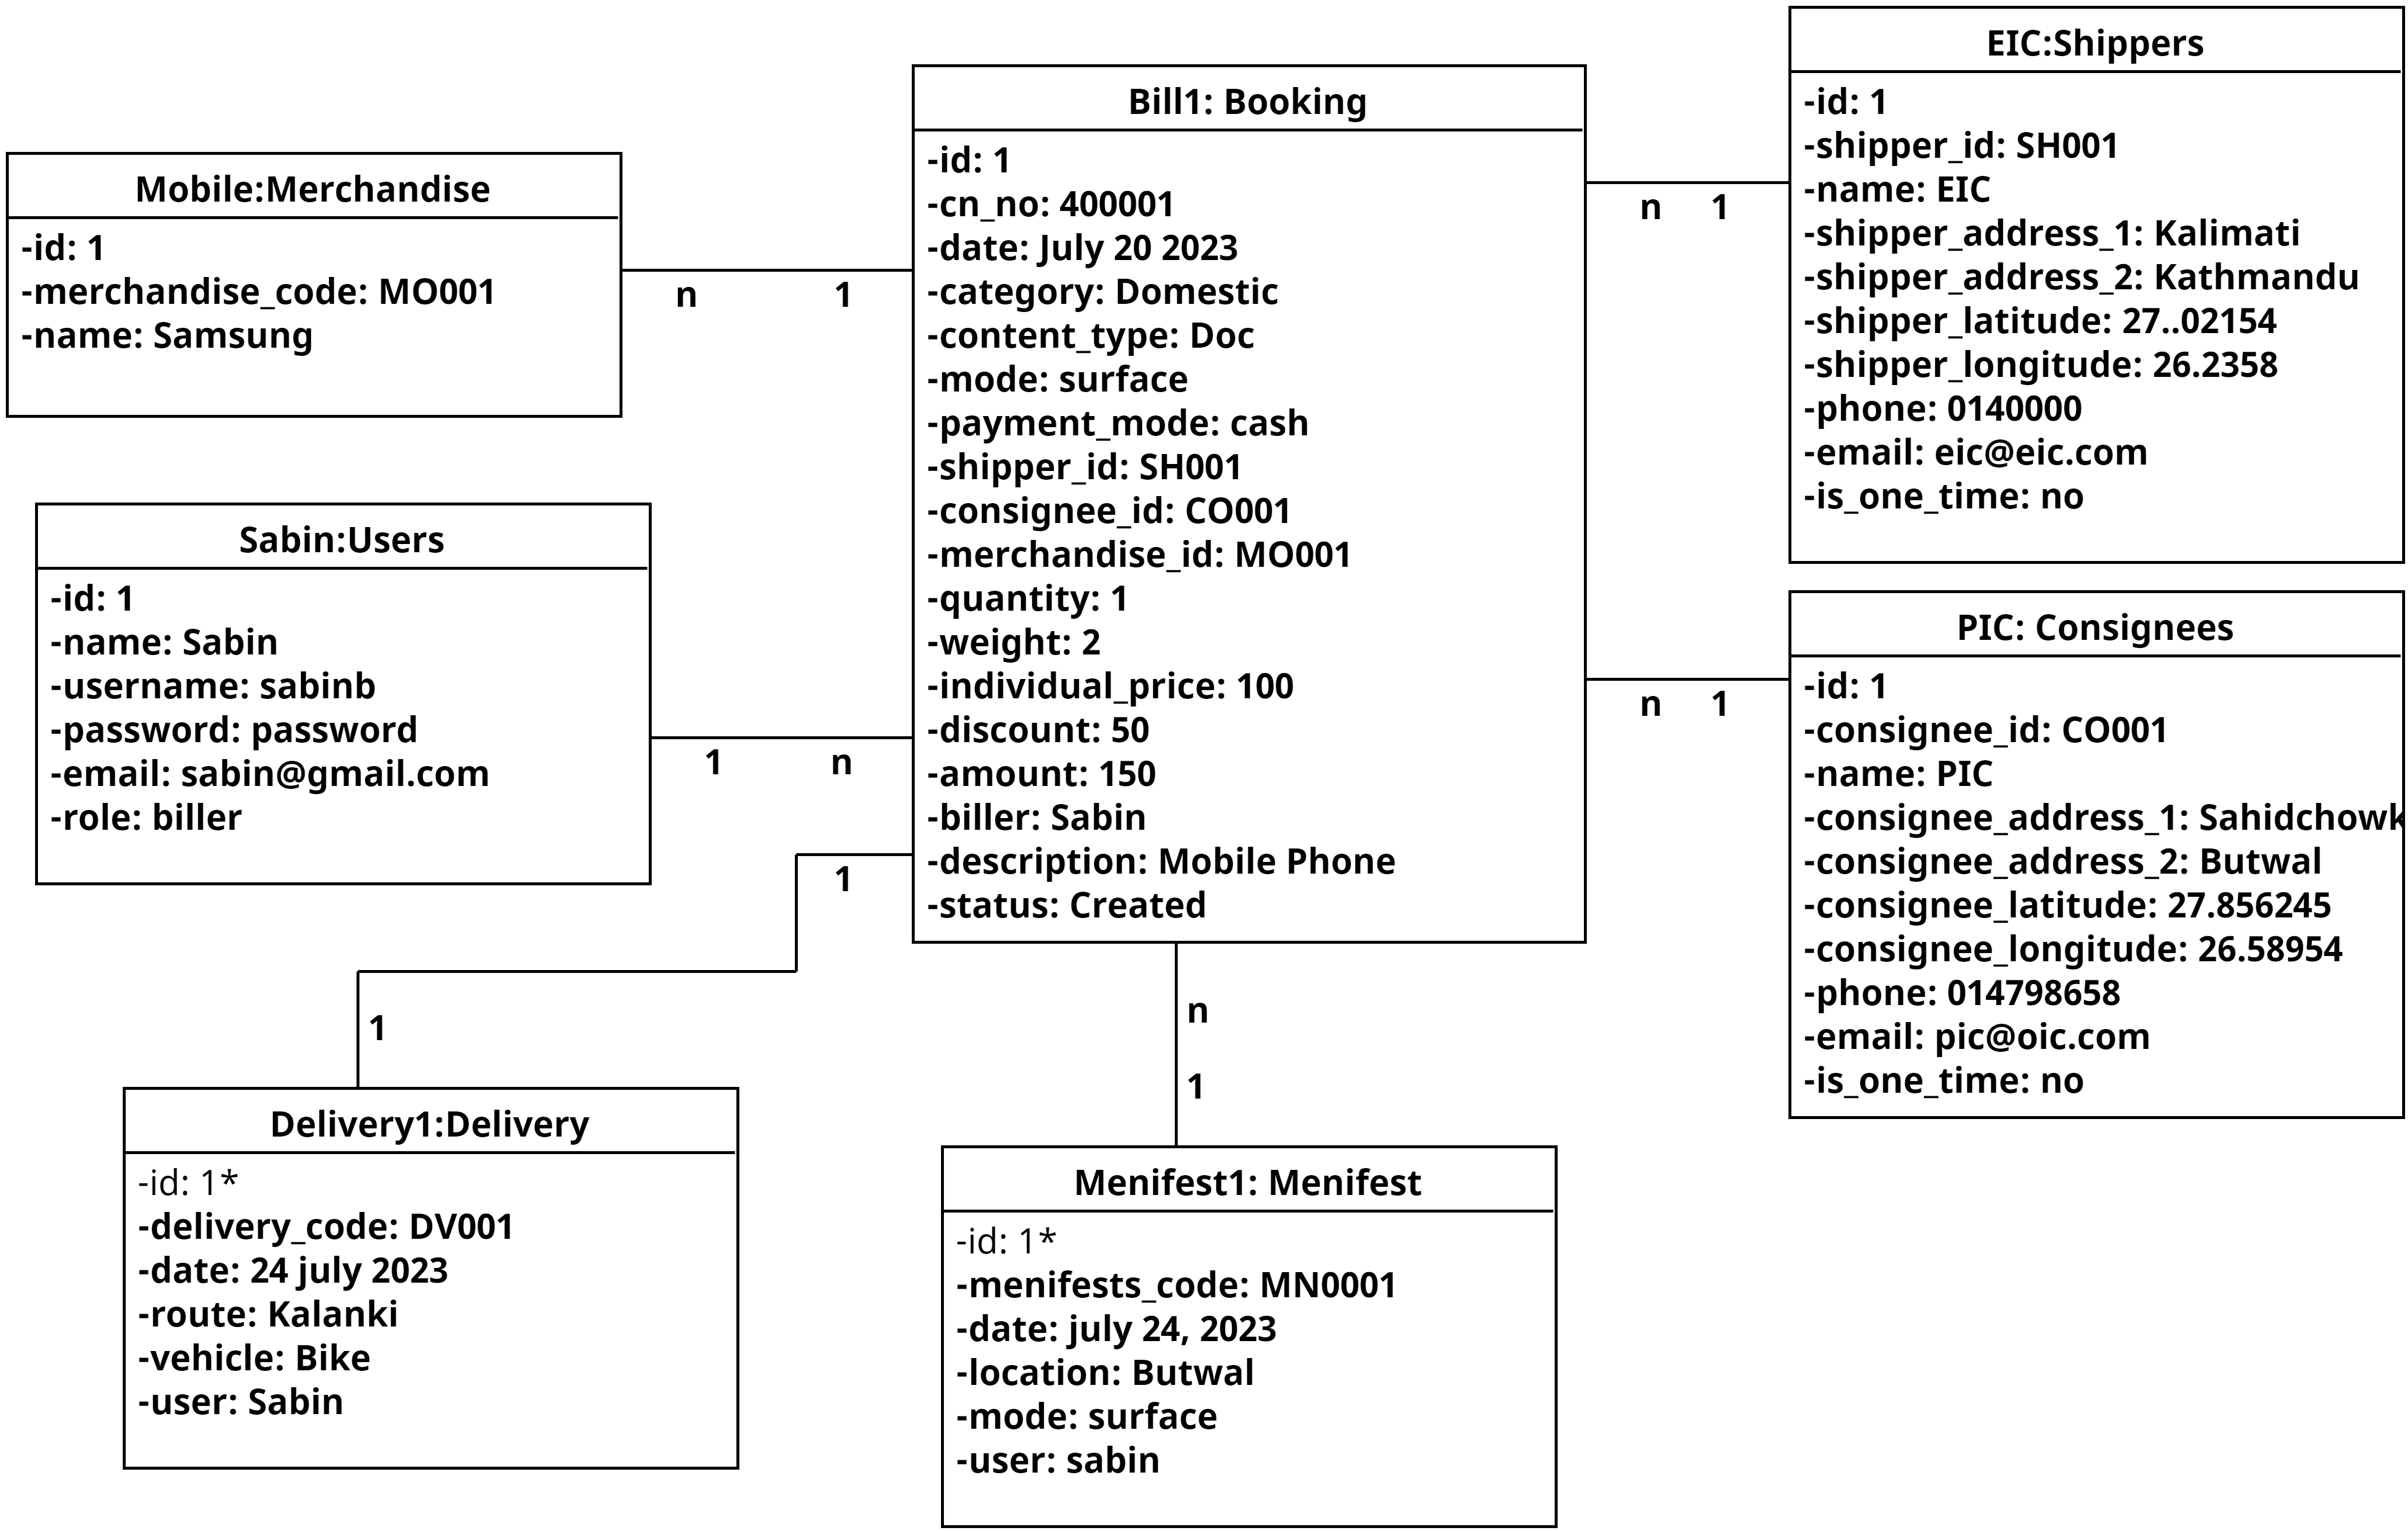 Mobile:Merchandise
-id: 1
-merchandise_code: MO001
-name: Samsung
n
1
Sabin:Users
-id: 1
-name: Sabin
-username: sabinb
-password: password
-email: sabin@gmail.com
-role: biller
1
n
Bill1: Booking
-id: 1
-cn_no: 400001
-date: July 20 2023
-category: Domestic
-content_type: Doc
-mode: surface
-payment_mode: cash
-shipper_id: SH001
-consignee_id: CO001
-merchandise_id: MO001
-quantity: 1
-weight: 2
-individual_price: 100
-discount: 50
-amount: 150
-biller: Sabin
-description: Mobile Phone
-status: Created
n
1
EIC:Shippers
-id: 1
-shipper_id: SH001
-name: EIC
-shipper_address_1: Kalimati
-shipper_address_2: Kathmandu
-shipper_latitude: 27..02154
-shipper_longitude: 26.2358
-phone: 0140000
-email: eic@eic.com
-is_one_time: no
n
1
PIC: Consignees
-id: 1
-consignee_id: CO001
-name: PIC
-consignee_address_1: Sahidchowk
-consignee_address_2: Butwal
-consignee_latitude: 27.856245
-consignee_longitude: 26.58954
-phone: 014798658
-email: pic@oic.com
-is_one_time: no
1
1
Delivery1:Delivery
-id: 1*
-delivery_code: DV001
-date: 24 july 2023
-route: Kalanki
-vehicle: Bike
-user: Sabin
n
1
Menifest1: Menifest
-id: 1*
-menifests_code: MN0001
-date: july 24, 2023
-location: Butwal
-mode: surface
-user: sabin